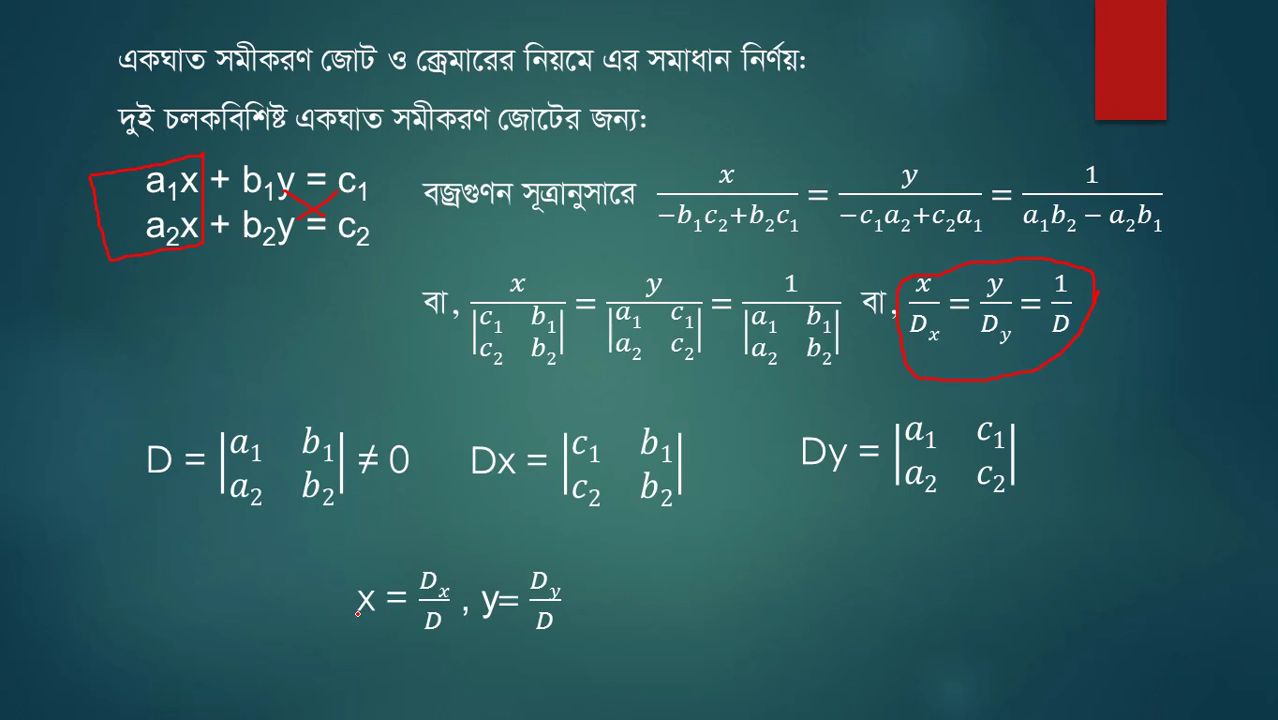 একঘাত সমীকরণ জোট ও ক্রেমারের নিয়মে এর সমাধান নির্ণয়:
দুই চলকবিশিষ্ট একঘাত সমীকরণ জোটের জন্য:
a₁x + b₁y = c₁
a₂x + b₂y = c₂
বজ্রগুণন সূত্রানুসারে x/(−b₁c₂+b₂c₁) = y/(−c₁a₂+c₂a₁) = 1/(a₁b₂ − a₂b₁)
বা, x/|c₁ b₁; c₂ b₂| = y/|a₁ c₁; a₂ c₂| = 1/|a₁ b₁; a₂ b₂| বা, x/Dₓ = y/D_y = 1/D
D = |a₁ b₁; a₂ b₂| ≠ 0 Dx = |c₁ b₁; c₂ b₂| Dy = |a₁ c₁; a₂ c₂|
x = Dₓ/D , y= D_y/D